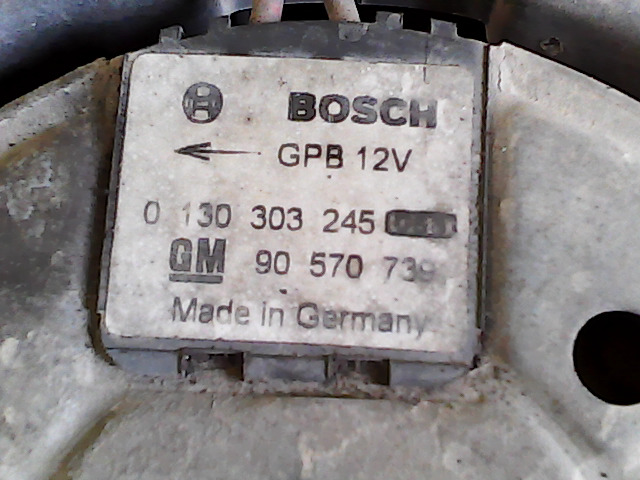 BOSCH
GPB 12V
0 130 303 245
GM 90 570 739
Made in Germany